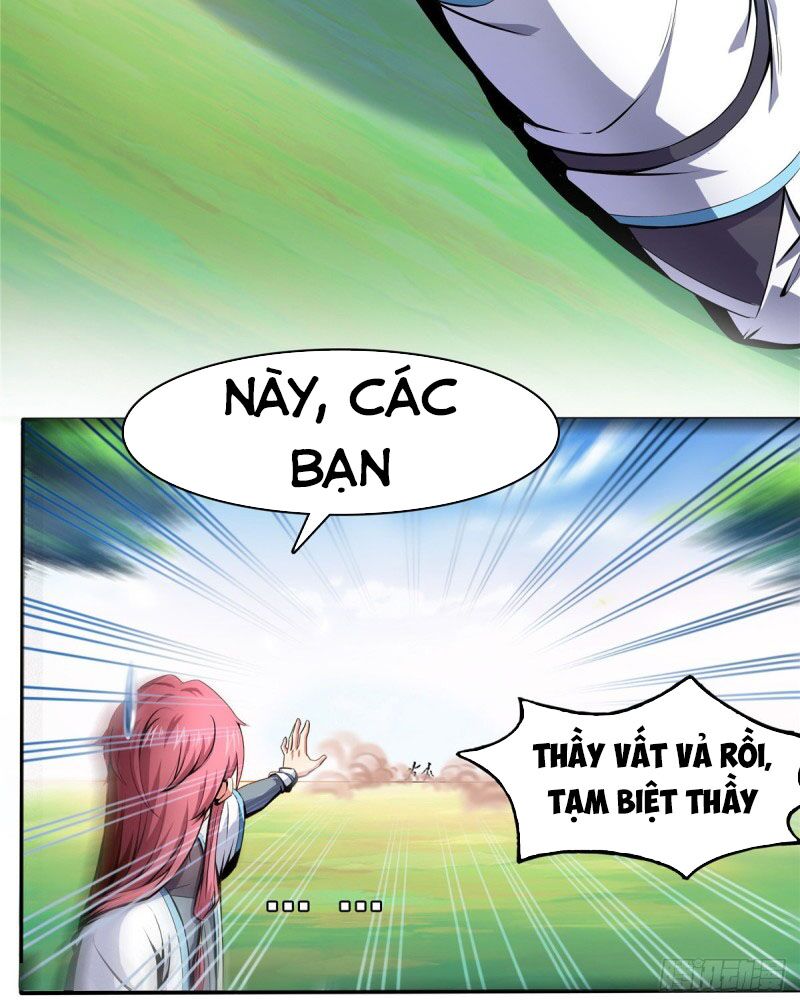 NÀY, CÁC
BẠN
THẦY VẤT VẢ RỒI,
TẠM BIỆT THẦY
... ...